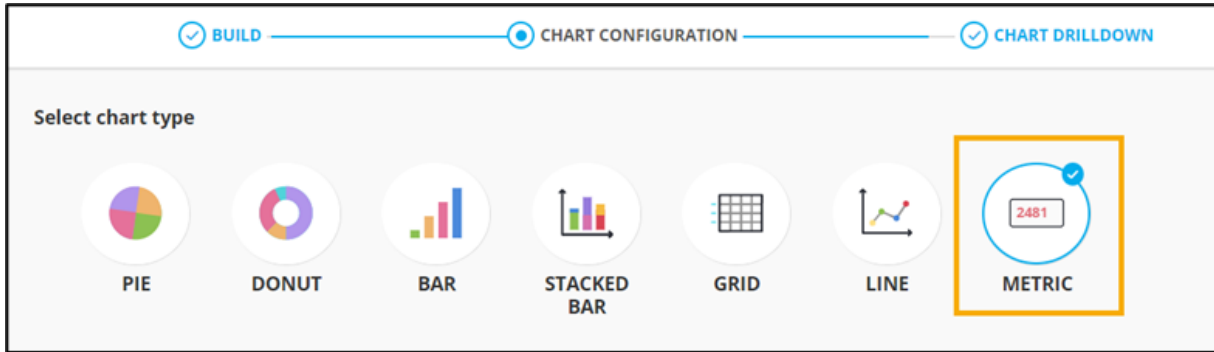 BUILD
CHART CONFIGURATION
CHART DRILLDOWN
Select chart type
2481
PIE
DONUT
BAR
STACKED
BAR
GRID
LINE
METRIC